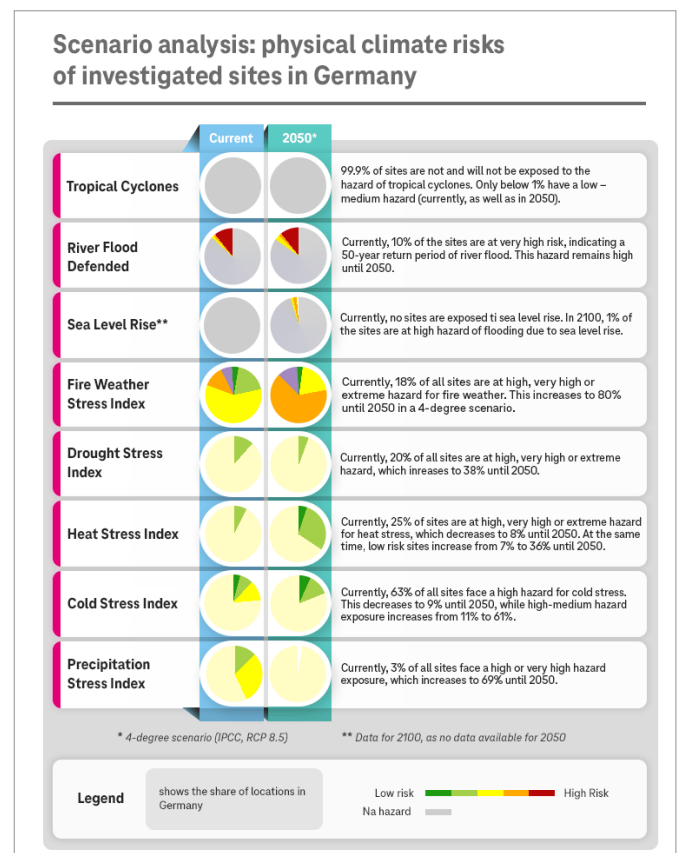 Scenario analysis: physical climate risks
of investigated sites in Germany
Current
2050*
Tropical Cyclones
99.9% of sites are not and will not be exposed to the
hazard of tropical cyclones. Only below 1% have a low –
medium hazard (currently, as well as in 2050).
River Flood
Defended
Currently, 10% of the sites are at very high risk, indicating a
50-year return period of river flood. This hazard remains high
until 2050.
Sea Level Rise**
Currently, no sites are exposed ti sea level rise. In 2100, 1% of
the sites are at high hazard of flooding due to sea level rise.
Fire Weather
Stress Index
Currently, 18% of all sites are at high, very high or
extreme hazard for fire weather. This increases to 80%
until 2050 in a 4-degree scenario.
Drought Stress
Index
Currently, 20% of all sites are at high, very high or extreme
hazard, which inreases to 38% until 2050.
Heat Stress Index
Currently, 25% of sites are at high, very high or extreme hazard
for heat stress, which decreases to 8% until 2050. At the same
time, low risk sites increase from 7% to 36% until 2050.
Cold Stress Index
Currently, 63% of all sites face a high hazard for cold stress.
This decreases to 9% until 2050, while high-medium hazard
exposure increases from 11% to 61%.
Precipitation
Stress Index
Currently, 3% of all sites face a high or very high hazard
exposure, which increases to 69% until 2050.
* 4-degree scenario (IPCC, RCP 8.5)
** Data for 2100, as no data available for 2050
Legend
shows the share of locations in
Germany
Low risk
High Risk
Na hazard